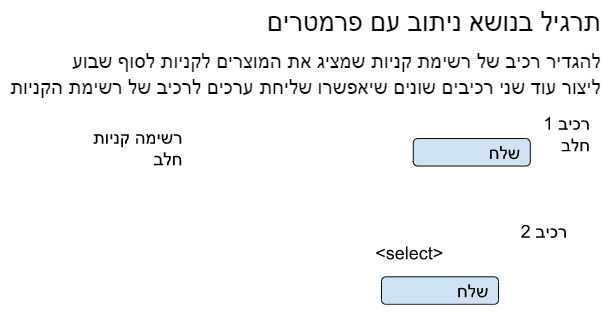 תרגיל בנושא ניתוב עם פרמטרים
להגדיר רכיב של רשימת קניות שמציג את המוצרים לקניות לסוף שבוע
ליצור עוד שני רכיבים שונים שיאפשרו שליחת ערכים לרכיב של רשימת הקניות
רכיב 1
חלב
שלח
רשימה קניות
חלב
רכיב 2
<select>
שלח